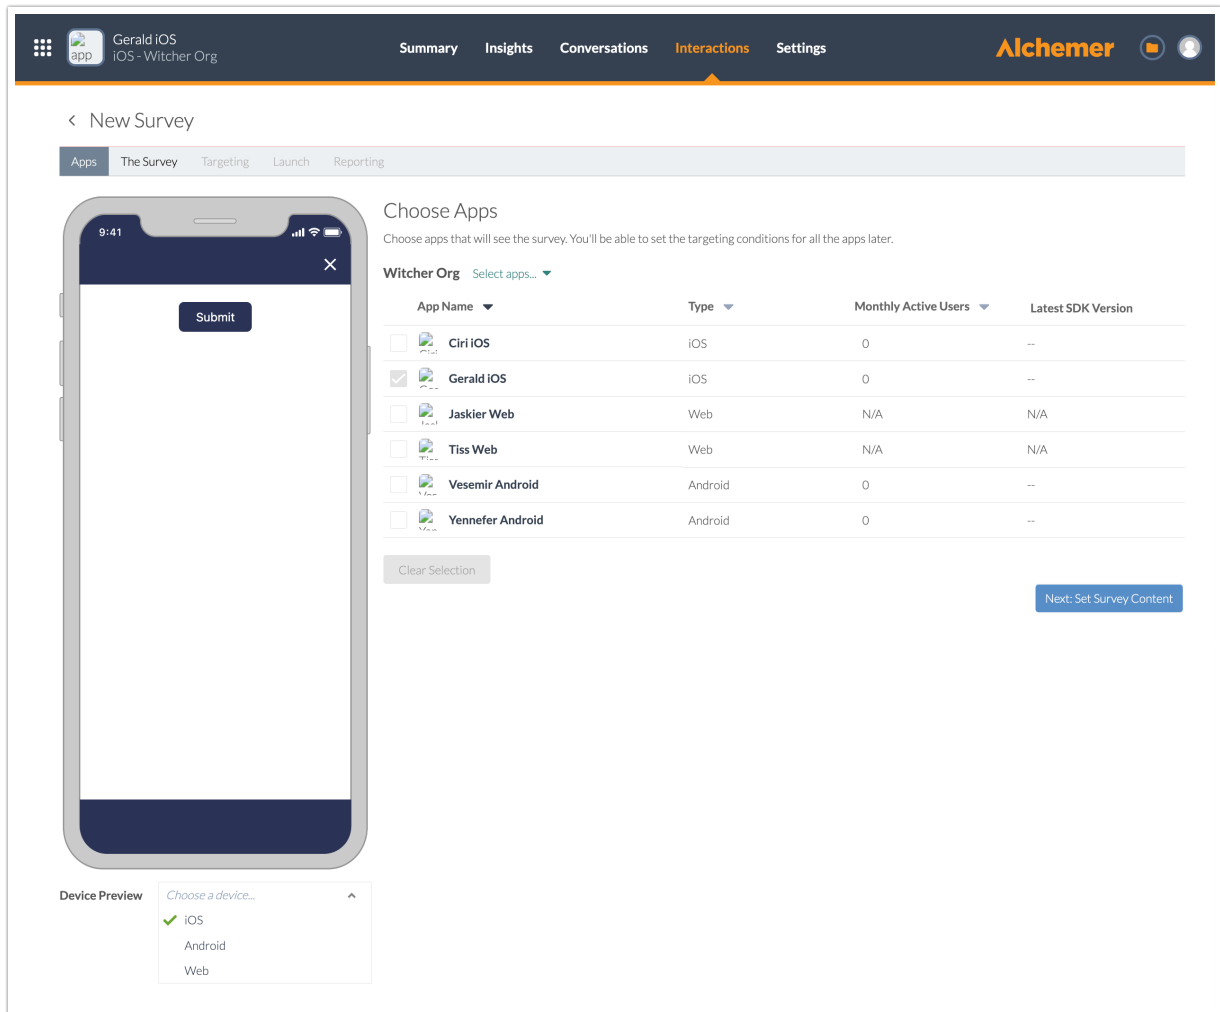 Gerald iOS
iOS - Witcher Org
app
Summary Insights Conversations Interactions Settings
Alchemer
New Survey
Apps The Survey Targeting Launch Reporting
9:41
Submit
Choose Apps
Choose apps that will see the survey. You'll be able to set the targeting conditions for all the apps later.
Witcher Org Select apps...
App Name Type Monthly Active Users Latest SDK Version
Ciri iOS iOS 0 --
Gerald iOS iOS 0 --
Jaskier Web Web N/A N/A
Tiss Web Web N/A N/A
Vesemir Android Android 0 --
Yennefer Android Android 0 --
Clear Selection
Next: Set Survey Content
Device Preview Choose a device...
iOS
Android
Web